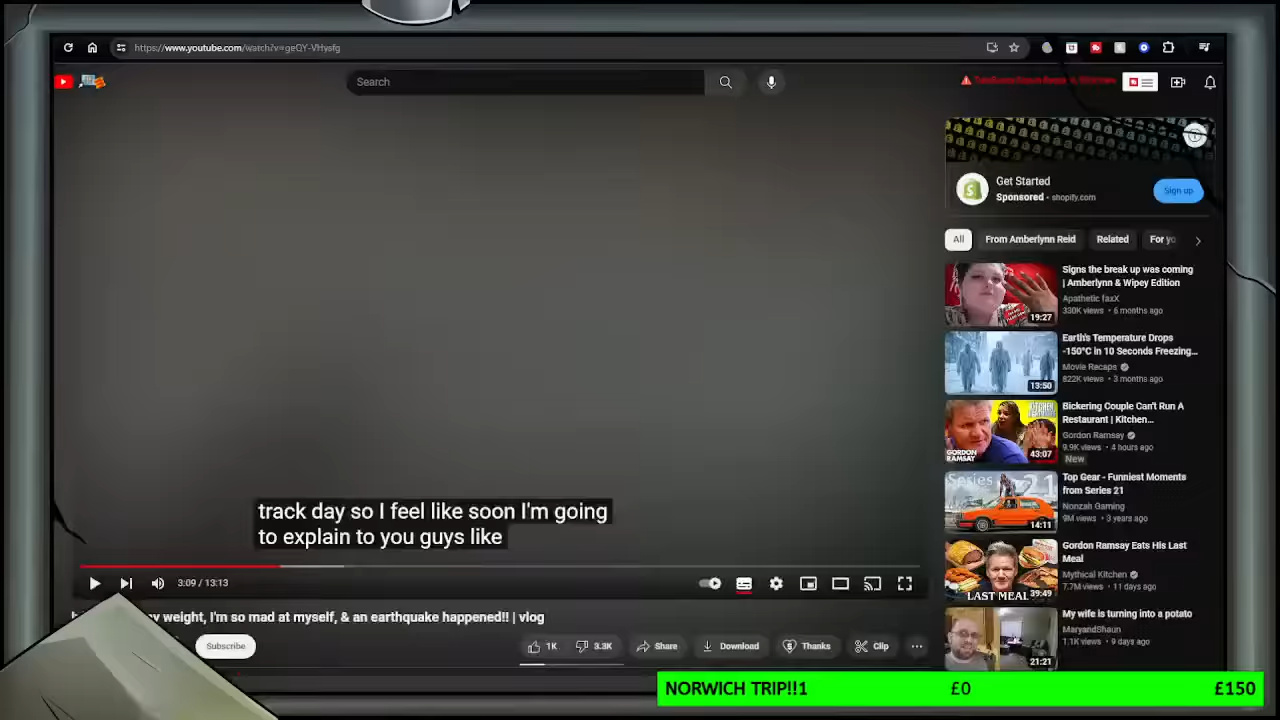 https://www.youtube.com/watch?v=geQY-VHysfg
Search
Get Started
Sponsored • shopify.com
Sign up
All
From Amberlynn Reid
Related
For yo
Signs the break up was coming
| Amberlynn & Wipey Edition
Apathetic faxX
330K views • 6 months ago
19:27
Earth's Temperature Drops
-150°C in 10 Seconds Freezing...
Movie Recaps
822K views • 3 months ago
13:50
Bickering Couple Can't Run A
Restaurant | Kitchen...
Gordon Ramsay
9.9K views • 4 hours ago
New
GORDON
RAMSAY
43:07
Top Gear - Funniest Moments
from Series 21
Nonzah Gaming
9M views • 3 years ago
Series 21
14:11
Gordon Ramsay Eats His Last
Meal
Mythical Kitchen
7.7M views • 11 days ago
LAST MEAL
39:49
My wife is turning into a potato
MaryandShaun
1.1K views • 9 days ago
21:21
track day so I feel like soon I'm going
to explain to you guys like
3:09 / 13:13
weight, I'm so mad at myself, & an earthquake happened!! | vlog
Subscribe
1K
3.3K
Share
Download
Thanks
Clip
NORWICH TRIP!!1
£0
£150